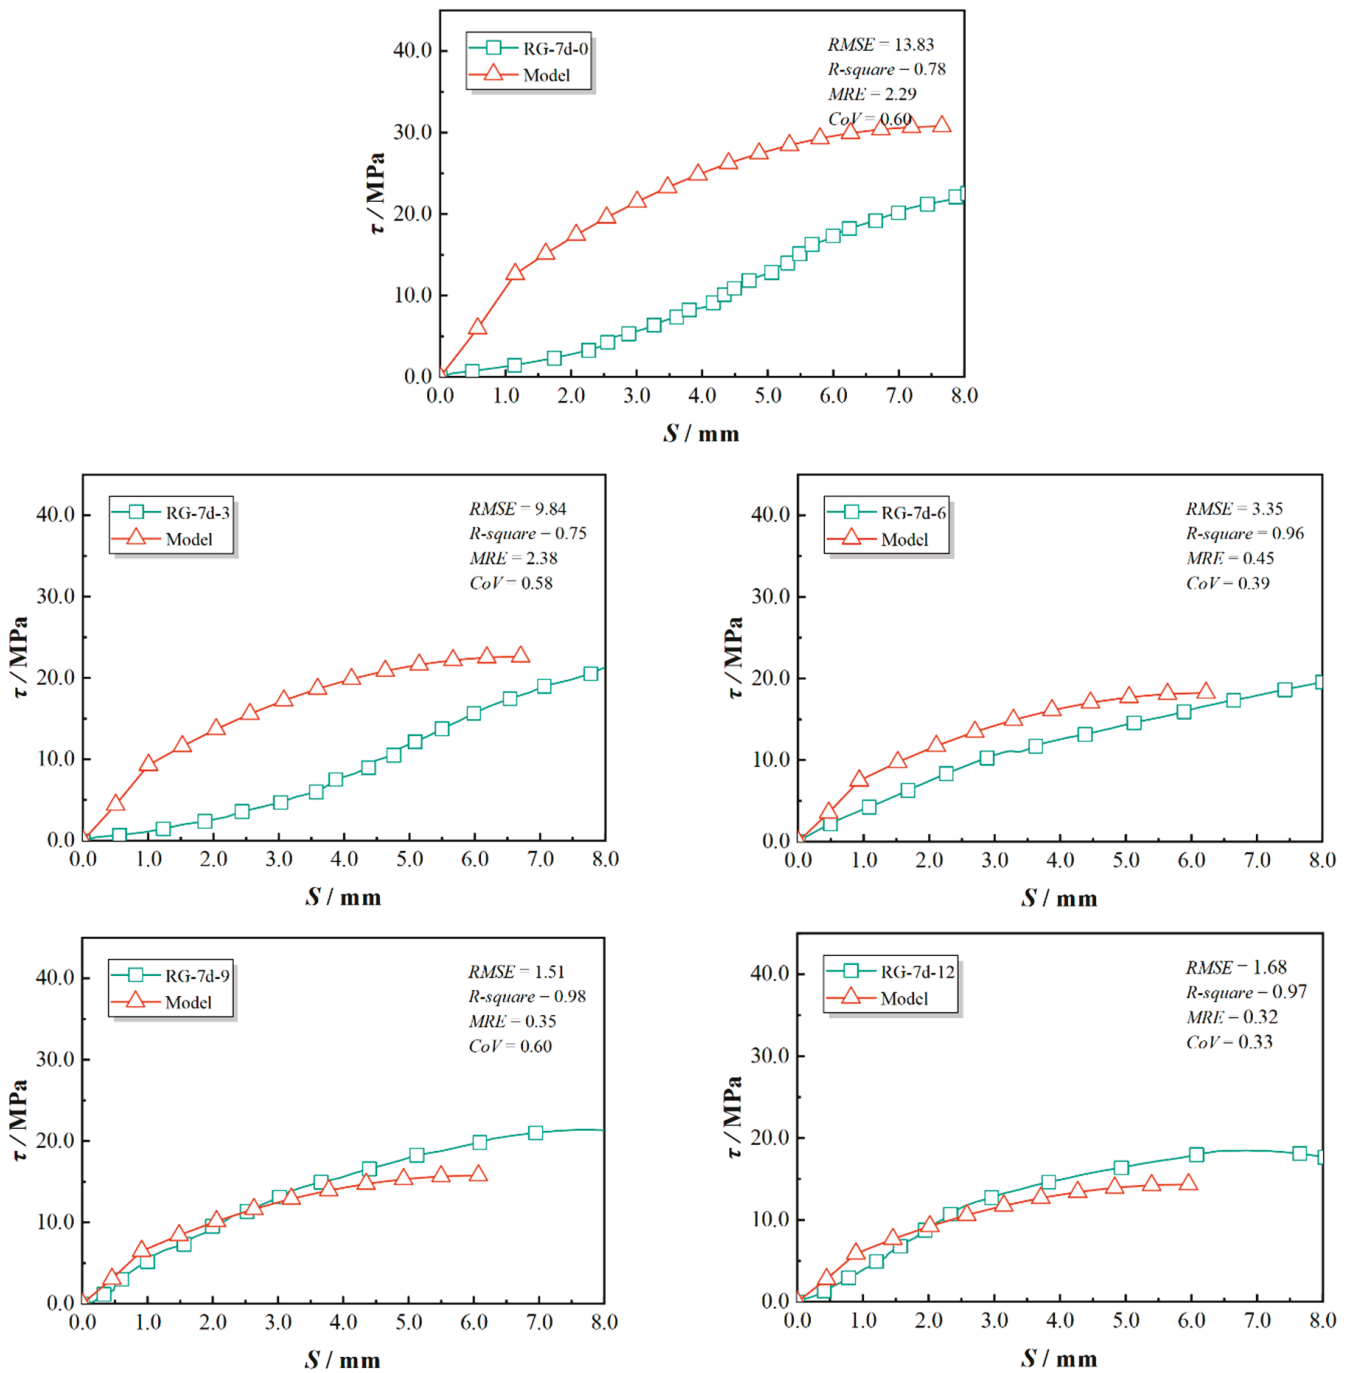 RG-7d-0
Model
RMSE = 13.83
R-square – 0.78
MRE = 2.29
CoV = 0.60
40.0
30.0
20.0
10.0
0.0
τ / MPa
0.0 1.0 2.0 3.0 4.0 5.0 6.0 7.0 8.0
S / mm
RG-7d-3
Model
RMSE = 9.84
R-square – 0.75
MRE = 2.38
CoV = 0.58
40.0
30.0
20.0
10.0
0.0
τ / MPa
0.0 1.0 2.0 3.0 4.0 5.0 6.0 7.0 8.0
S / mm
RG-7d-6
Model
RMSE = 3.35
R-square = 0.96
MRE = 0.45
CoV = 0.39
40.0
30.0
20.0
10.0
0.0
τ / MPa
0.0 1.0 2.0 3.0 4.0 5.0 6.0 7.0 8.0
S / mm
RG-7d-9
Model
RMSE = 1.51
R-square – 0.98
MRE = 0.35
CoV = 0.60
40.0
30.0
20.0
10.0
0.0
τ / MPa
0.0 1.0 2.0 3.0 4.0 5.0 6.0 7.0 8.0
S / mm
RG-7d-12
Model
RMSE – 1.68
R-square – 0.97
MRE – 0.32
CoV – 0.33
40.0
30.0
20.0
10.0
0.0
τ / MPa
0.0 1.0 2.0 3.0 4.0 5.0 6.0 7.0 8.0
S / mm